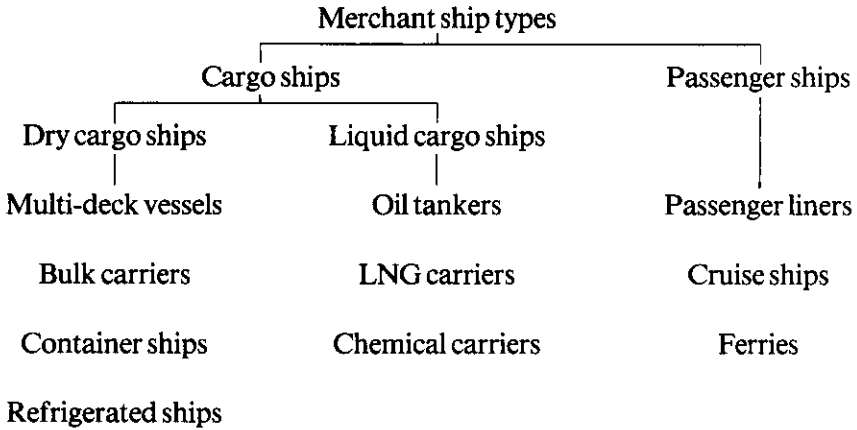 Merchant ship types
Cargo ships
Passenger ships
Dry cargo ships
Liquid cargo ships
Multi-deck vessels
Oil tankers
Passenger liners
Bulk carriers
LNG carriers
Cruise ships
Container ships
Chemical carriers
Ferries
Refrigerated ships